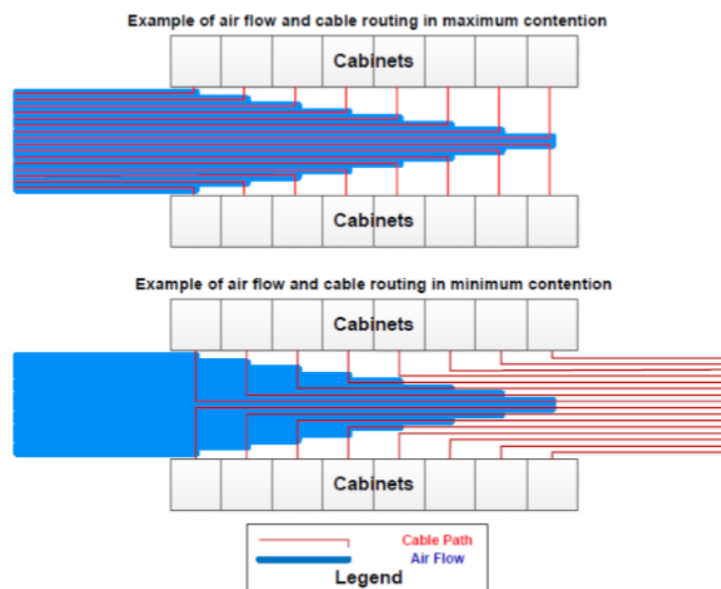 Example of air flow and cable routing in maximum contention
Cabinets
Cabinets
Example of air flow and cable routing in minimum contention
Cabinets
Cabinets
Cable Path
Air Flow
Legend